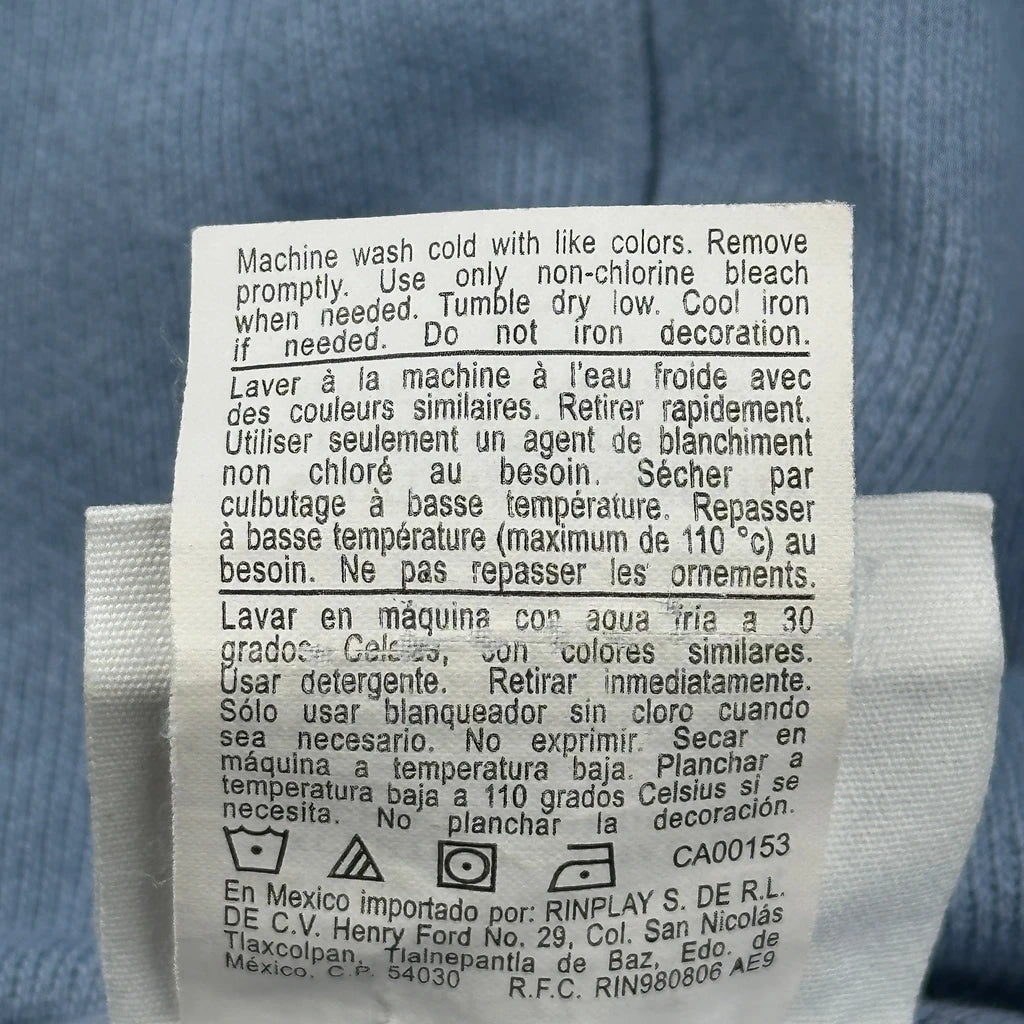 Machine wash cold with like colors. Remove
promptly. Use only non-chlorine bleach
when needed. Tumble dry low. Cool iron
if needed. Do not iron decoration.
Laver à la machine à l'eau froide avec
des couleurs similaires. Retirer rapidement.
Utiliser seulement un agent de blanchiment
non chloré au besoin. Sécher par
culbutage à basse température. Repasser
à basse température (maximum de 110 °c) au
besoin. Ne pas repasser les ornements.
Lavar en máquina con agua fria a 30
grados Celsius, con colores similares.
Usar detergente. Retirar inmediatamente.
Sólo usar blanqueador sin cloro cuando
sea necesario. No exprimir. Secar en
máquina a temperatura baja. Planchar a
temperatura baja a 110 grados Celsius si se
necesita. No planchar la decoración.
CA00153
En Mexico importado por: RINPLAY S. DE R.L.
DE C.V. Henry Ford No. 29, Col. San Nicolás
Tlaxcolpan, Tlalnepantla de Baz, Edo. de
México. C.P. 54030 R.F.C. RIN980806 AE9